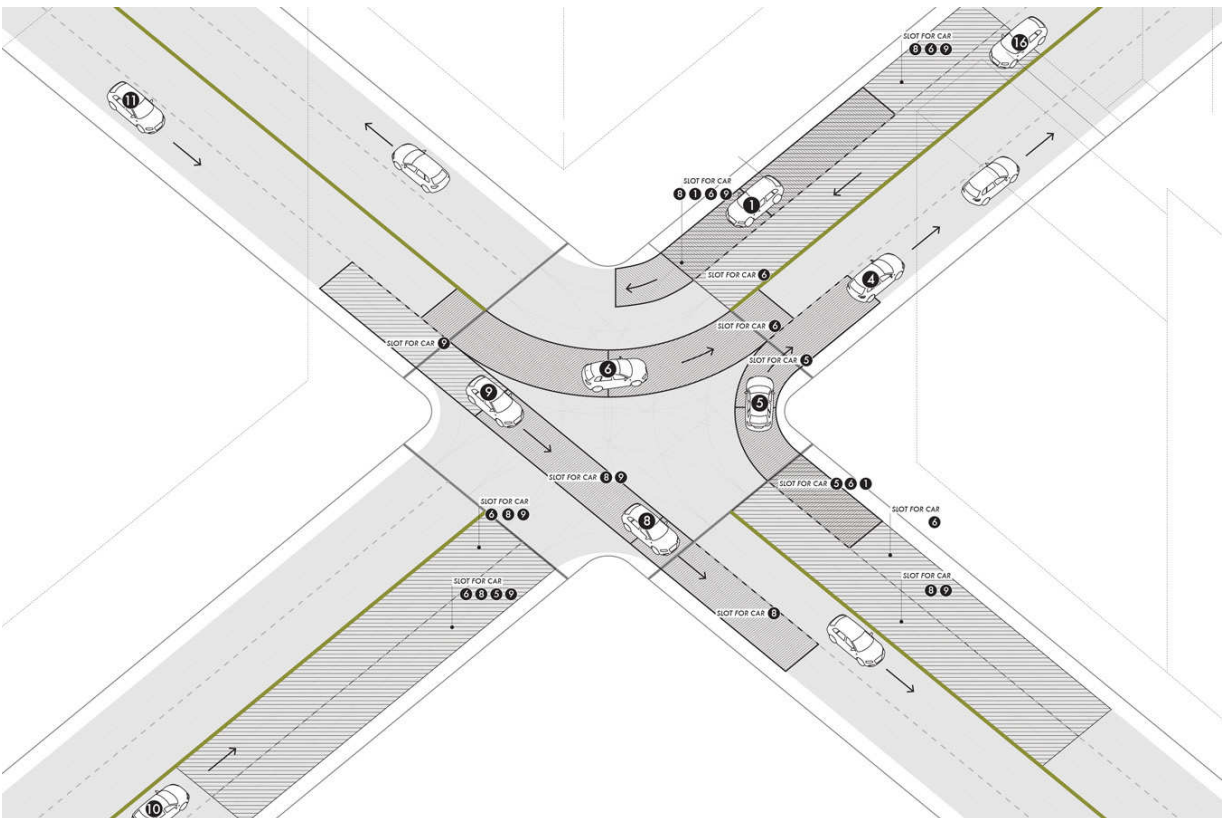 SLOT FOR CAR
8 6 9
16
11
SLOT FOR CAR
8 1 6 9
1
SLOT FOR CAR 6
4
SLOT FOR CAR 6
SLOT FOR CAR 9
SLOT FOR CAR 5
6
9
5
SLOT FOR CAR 8 9
SLOT FOR CAR 5 6 1
SLOT FOR CAR
6 8 9
SLOT FOR CAR
6
8
SLOT FOR CAR
6 8 5 9
SLOT FOR CAR
8 9
SLOT FOR CAR 8
10